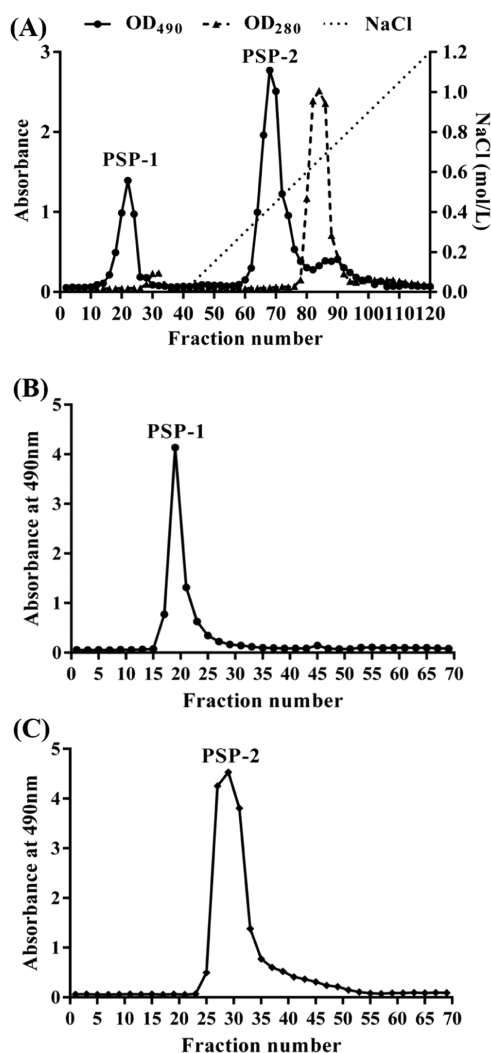 (A) OD490 OD280 NaCl
PSP-1
PSP-2
Absorbance
3
2
1
0
NaCl (mol/L)
1.2
1.0
0.8
0.6
0.4
0.2
0.0
2 10 20 30 40 50 60 70 80 90 100 110 120
Fraction number
(B)
PSP-1
Absorbance at 490nm
5
4
3
2
1
0
0 5 10 15 20 25 30 35 40 45 50 55 60 65 70
Fraction number
(C)
PSP-2
Absorbance at 490nm
5
4
3
2
1
0
0 5 10 15 20 25 30 35 40 45 50 55 60 65 70
Fraction number